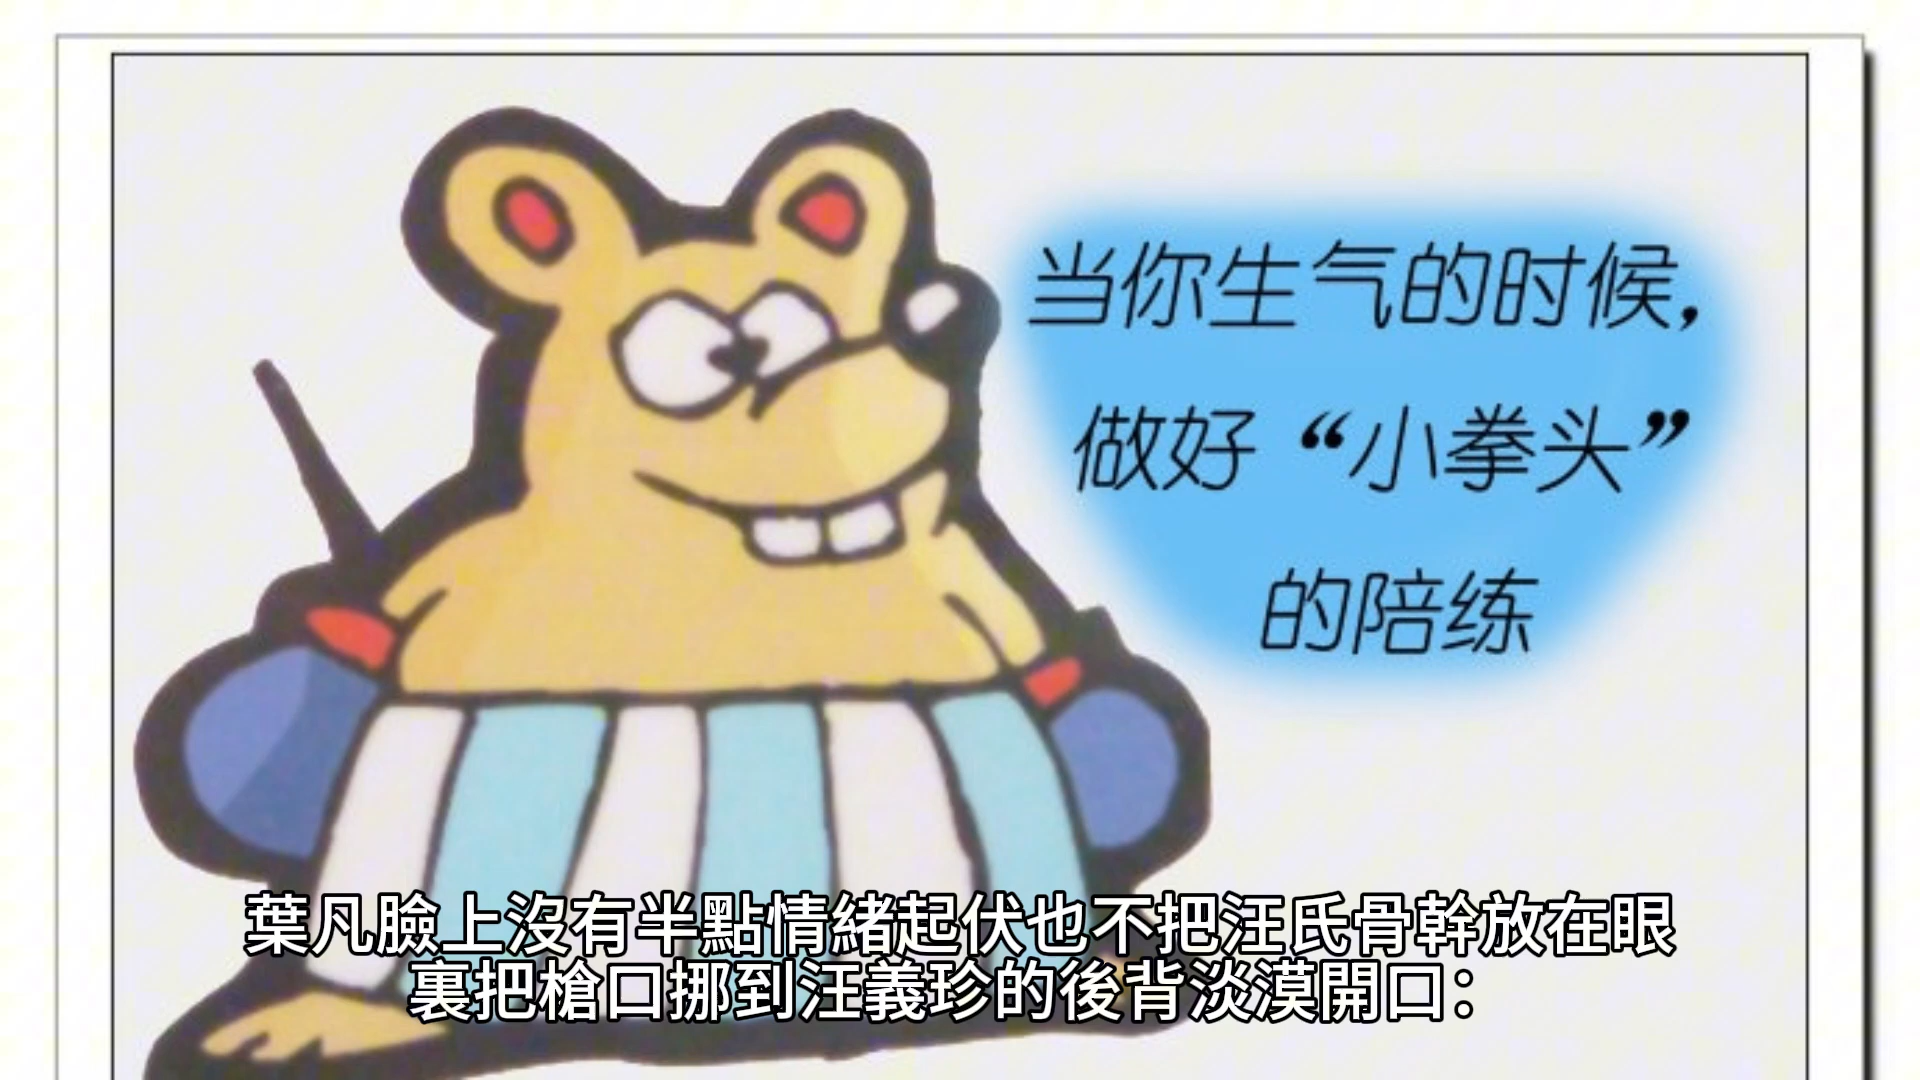 当你生气的时候，
做好“小拳头”
的陪练
葉凡臉上沒有半點情緒起伏也不把汪氏骨幹放在眼
裏把槍口挪到汪義珍的後背淡漠開口：